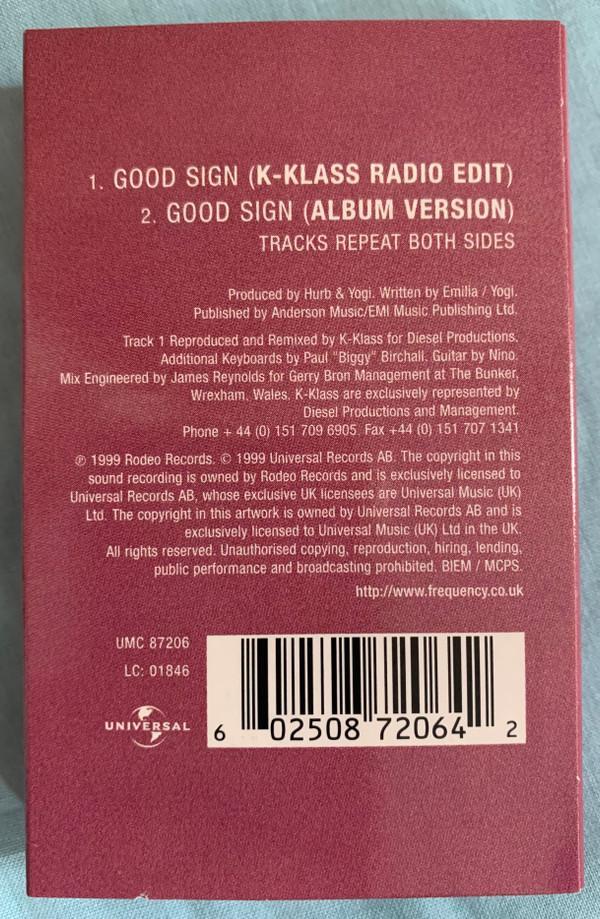 1. GOOD SIGN (K-KLASS RADIO EDIT)
2. GOOD SIGN (ALBUM VERSION)
TRACKS REPEAT BOTH SIDES
Produced by Hurb & Yogi. Written by Emilia / Yogi.
Published by Anderson Music/EMI Music Publishing Ltd.
Track 1 Reproduced and Remixed by K-Klass for Diesel Productions.
Additional Keyboards by Paul "Biggy" Birchall. Guitar by Nino.
Mix Engineered by James Reynolds for Gerry Bron Management at The Bunker,
Wrexham, Wales. K-Klass are exclusively represented by
Diesel Productions and Management.
Phone + 44 (0) 151 709 6905. Fax +44 (0) 151 707 1341
℗ 1999 Rodeo Records. © 1999 Universal Records AB. The copyright in this
sound recording is owned by Rodeo Records and is exclusively licensed to
Universal Records AB, whose exclusive UK licensees are Universal Music (UK)
Ltd. The copyright in this artwork is owned by Universal Records AB and is
exclusively licensed to Universal Music (UK) Ltd in the UK.
All rights reserved. Unauthorised copying, reproduction, hiring, lending,
public performance and broadcasting prohibited. BIEM / MCPS.
http://www.frequency.co.uk
UMC 87206
LC: 01846
UNIVERSAL
6 02508 72064 2